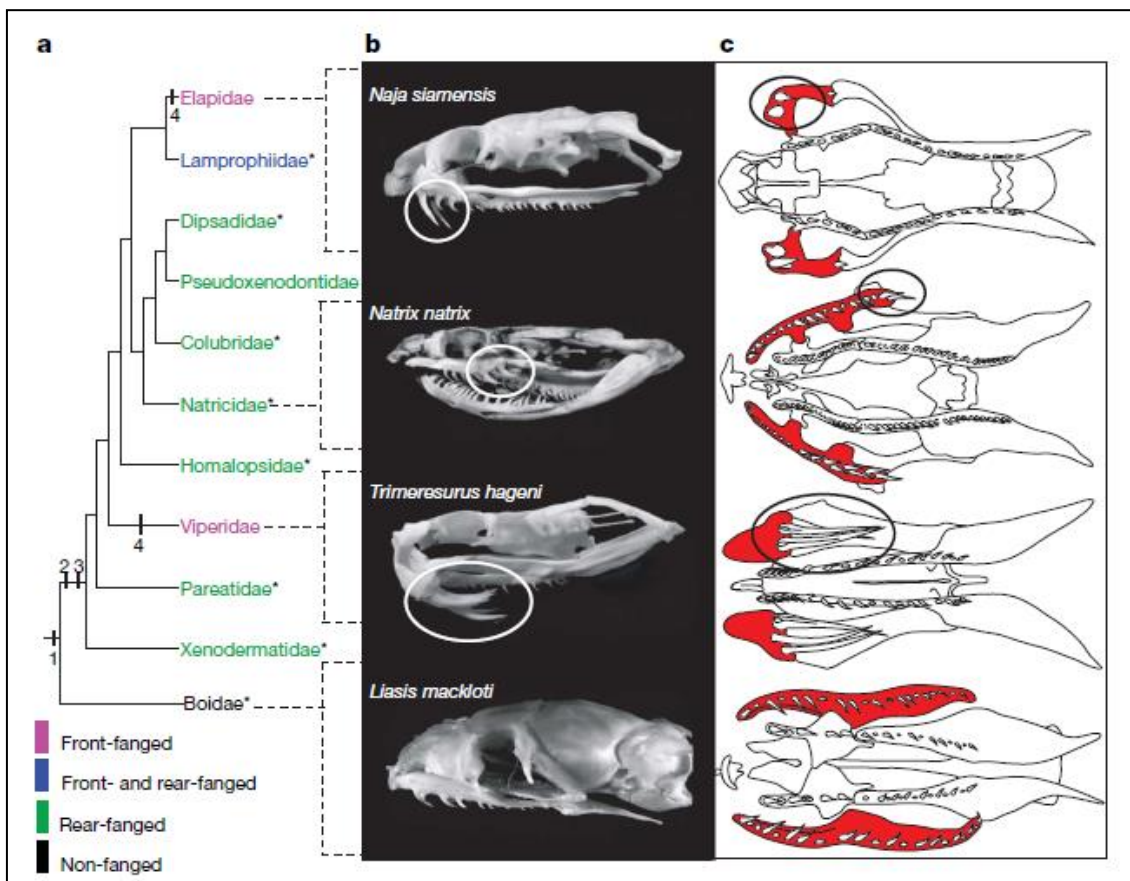 a
b
c
Elapidae
4
Lamprophiidae*
Dipsadidae*
Pseudoxenodontidae
Colubridae*
Natricidae*
Homalopsidae*
Viperidae
4
2 3
Pareatidae*
Xenodermatidae*
1
Boidae*
Front-fanged
Front- and rear-fanged
Rear-fanged
Non-fanged
Naja siamensis
Natrix natrix
Trimeresurus hageni
Liasis mackloti